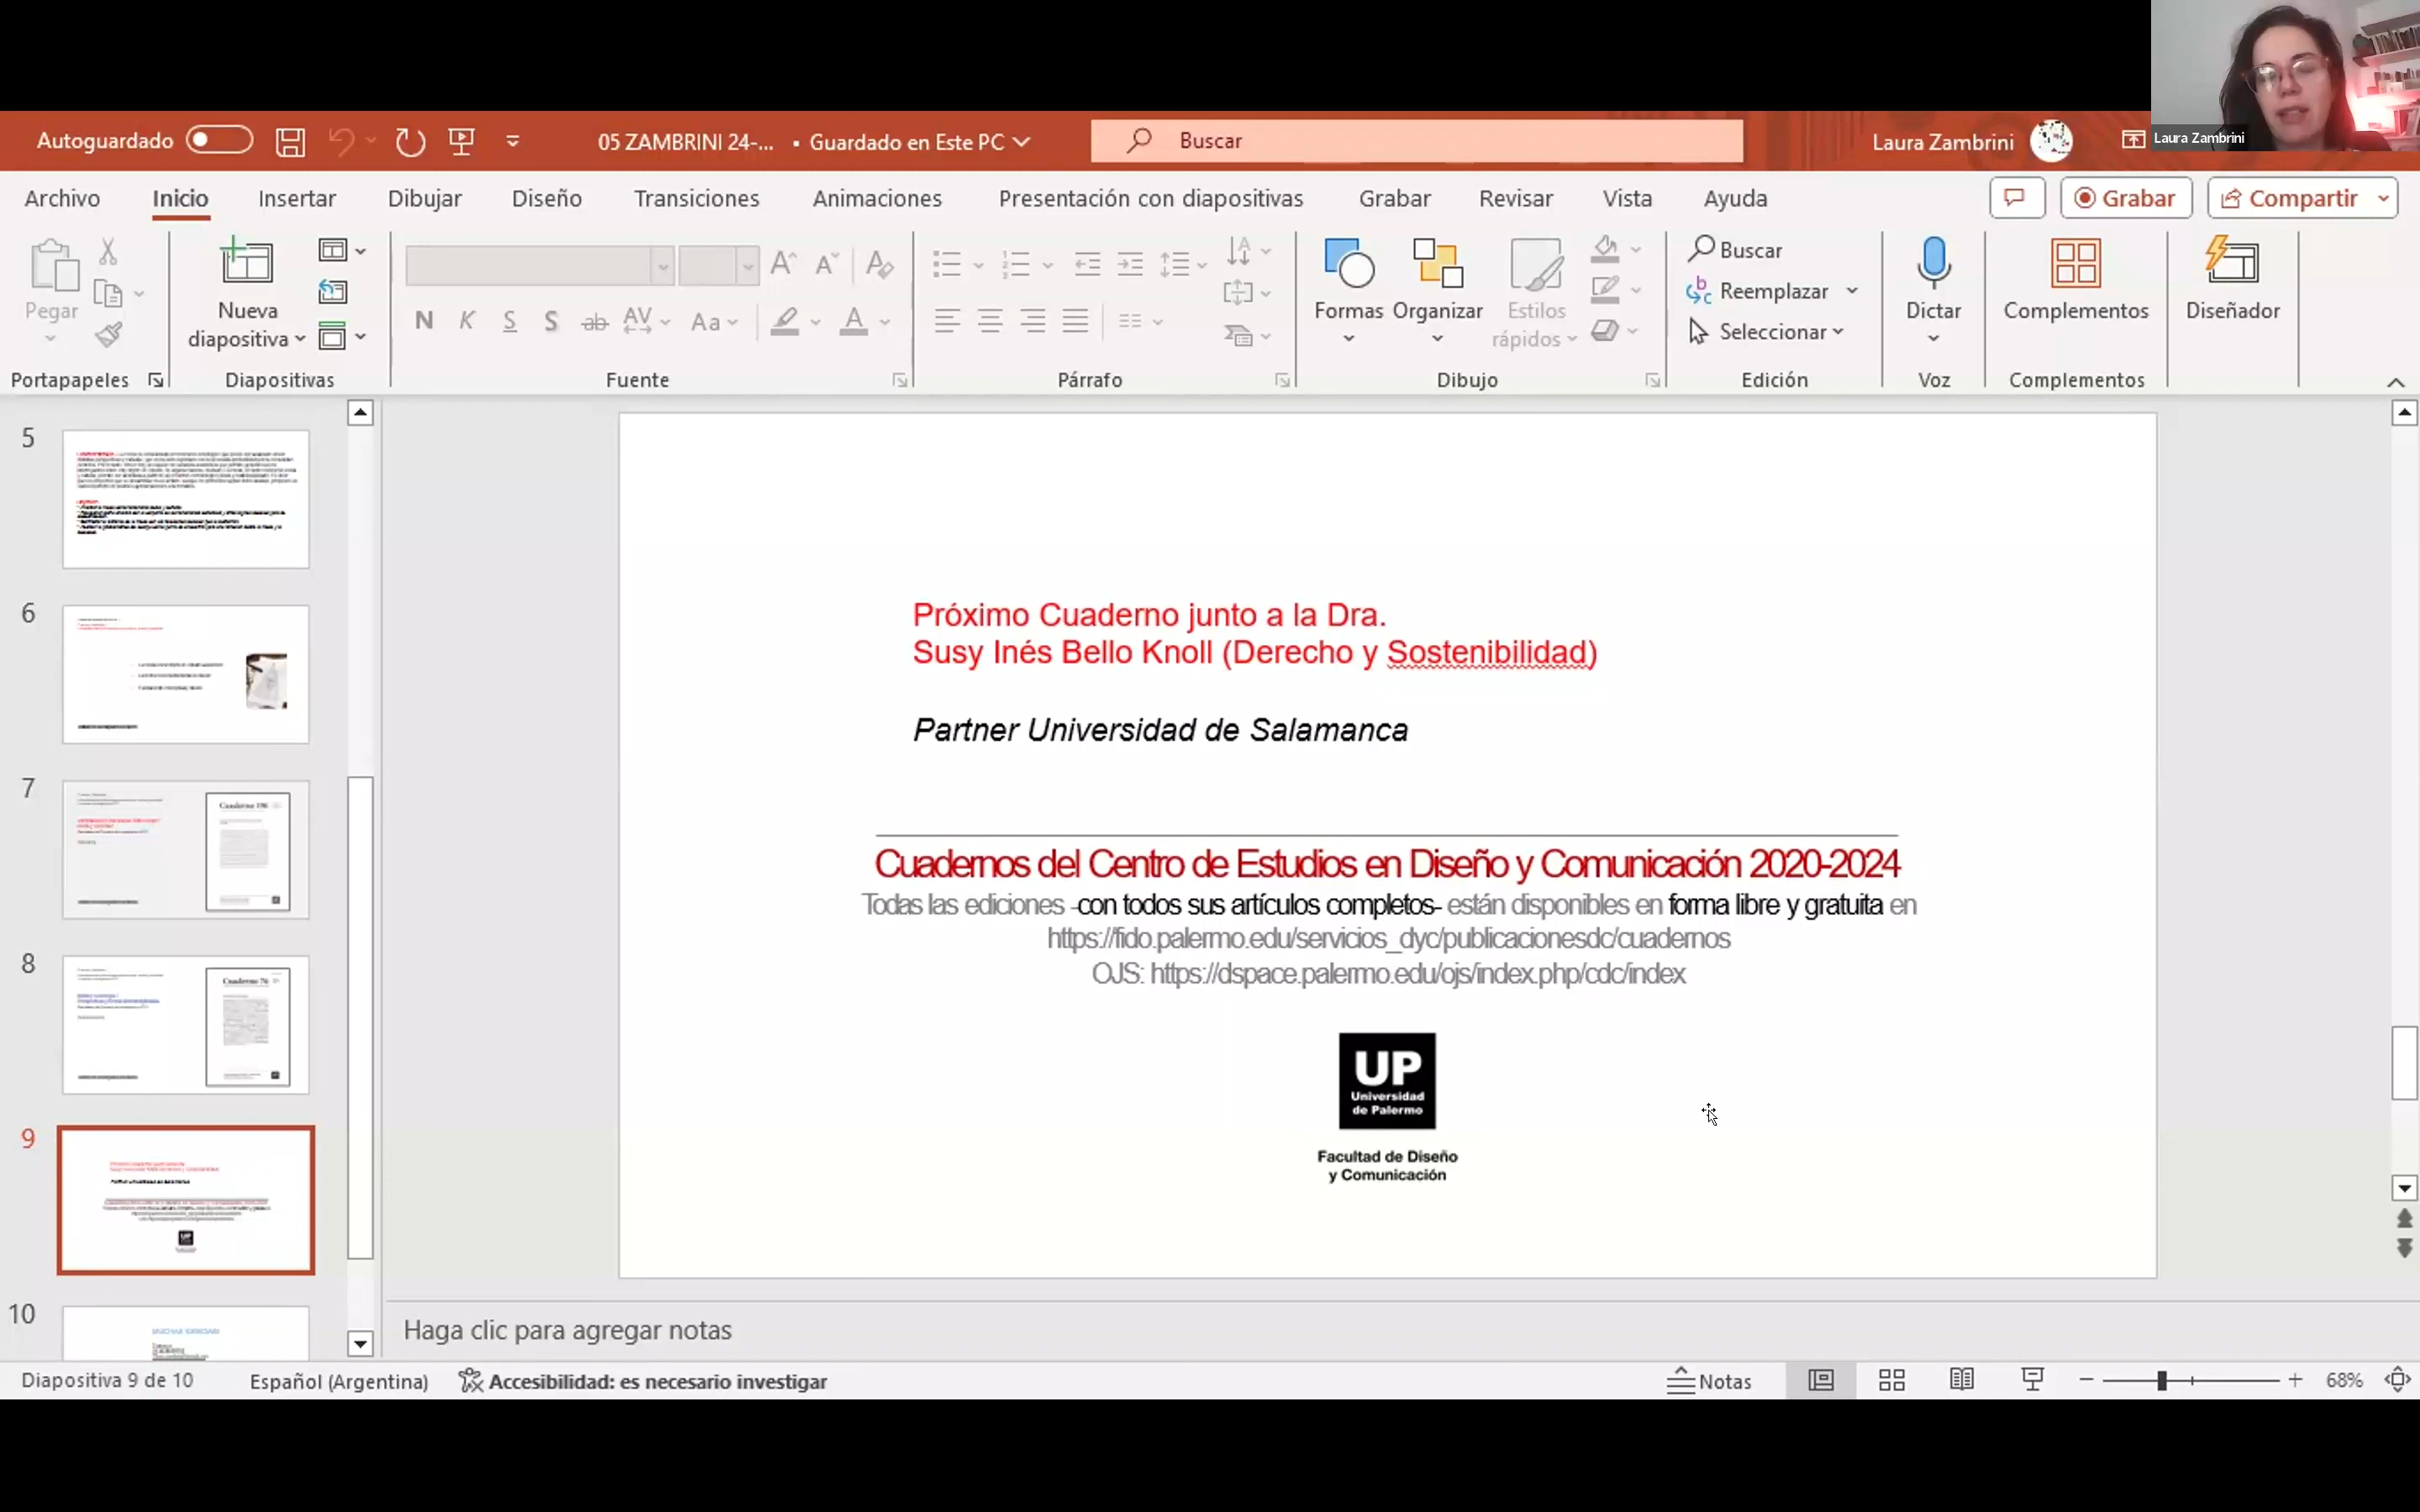 Laura Zambrini
Autoguardado
05 ZAMBRINI 24-... • Guardado en Este PC
Buscar
Laura Zambrini
Archivo Inicio Insertar Dibujar Diseño Transiciones Animaciones Presentación con diapositivas Grabar Revisar Vista Ayuda
Grabar
Compartir
Pegar
Nueva
diapositiva
N K S S ab AV Aa A
Formas Organizar Estilos
rápidos
Buscar
Reemplazar
Seleccionar
Dictar
Complementos
Diseñador
Portapapeles Diapositivas Fuente Párrafo Dibujo Edición Voz Complementos
5
6
7
Cuaderno
8
Cuaderno 76
9
10
Próximo Cuaderno junto a la Dra.
Susy Inés Bello Knoll (Derecho y Sostenibilidad)
Partner Universidad de Salamanca
Cuadernos del Centro de Estudios en Diseño y Comunicación 2020-2024
Todas las ediciones -con todos sus artículos completos- están disponibles en forma libre y gratuita en
https://fido.palermo.edu/servicios_dyc/publicacionesdc/cuadernos
OJS: https://dspace.palermo.edu/ojs/index.php/cdc/index
UP
Universidad
de Palermo
Facultad de Diseño
y Comunicación
Haga clic para agregar notas
Diapositiva 9 de 10
Español (Argentina)
Accesibilidad: es necesario investigar
Notas
68%